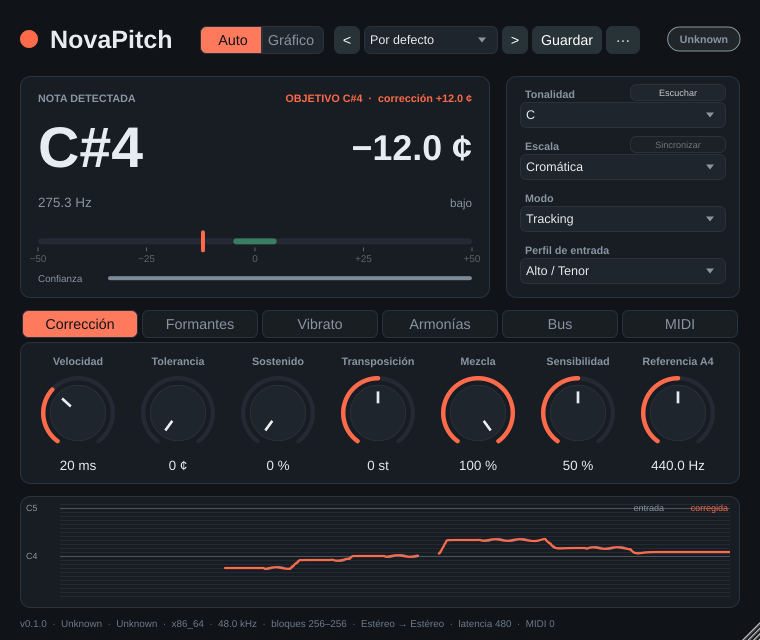 NovaPitch Auto Gráfico < Por defecto > Guardar ··· Unknown
NOTA DETECTADA OBJETIVO C#4 · corrección +12.0 ¢
C#4 −12.0 ¢
275.3 Hz bajo
−50 −25 0 +25 +50
Confianza
Tonalidad Escuchar
C
Escala Sincronizar
Cromática
Modo
Tracking
Perfil de entrada
Alto / Tenor
Corrección Formantes Vibrato Armonías Bus MIDI
Velocidad Tolerancia Sostenido Transposición Mezcla Sensibilidad Referencia A4
20 ms 0 ¢ 0 % 0 st 100 % 50 % 440.0 Hz
C5 entrada corregida
C4
v0.1.0 · Unknown · Unknown · x86_64 · 48.0 kHz · bloques 256–256 · Estéreo → Estéreo · latencia 480 · MIDI 0